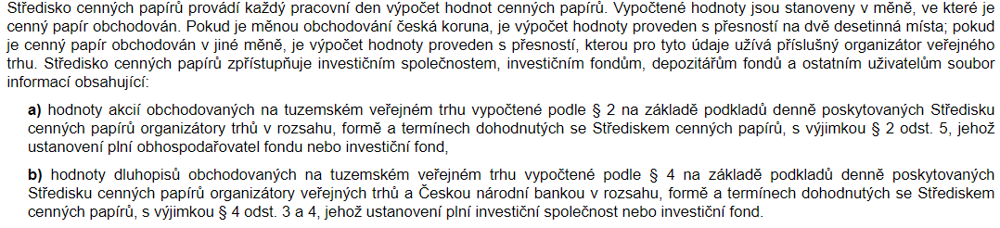 Středisko cenných papírů provádí každý pracovní den výpočet hodnot cenných papírů. Vypočtené hodnoty jsou stanoveny v měně, ve které je
cenný papír obchodován. Pokud je měnou obchodování česká koruna, je výpočet hodnoty proveden s přesností na dvě desetinná místa; pokud
je cenný papír obchodován v jiné měně, je výpočet hodnoty proveden s přesností, kterou pro tyto údaje užívá příslušný organizátor veřejného
trhu. Středisko cenných papírů zpřístupňuje investičním společnostem, investičním fondům, depozitářům fondů a ostatním uživatelům soubor
informací obsahující:
a) hodnoty akcií obchodovaných na tuzemském veřejném trhu vypočtené podle § 2 na základě podkladů denně poskytovaných Středisku
cenných papírů organizátory trhů v rozsahu, formě a termínech dohodnutých se Střediskem cenných papírů, s výjimkou § 2 odst. 5, jehož
ustanovení plní obhospodařovatel fondu nebo investiční fond,
b) hodnoty dluhopisů obchodovaných na tuzemském veřejném trhu vypočtené podle § 4 na základě podkladů denně poskytovaných
Středisku cenných papírů organizátory veřejných trhů a Českou národní bankou v rozsahu, formě a termínech dohodnutých se Střediskem
cenných papírů, s výjimkou § 4 odst. 3 a 4, jehož ustanovení plní investiční společnost nebo investiční fond.